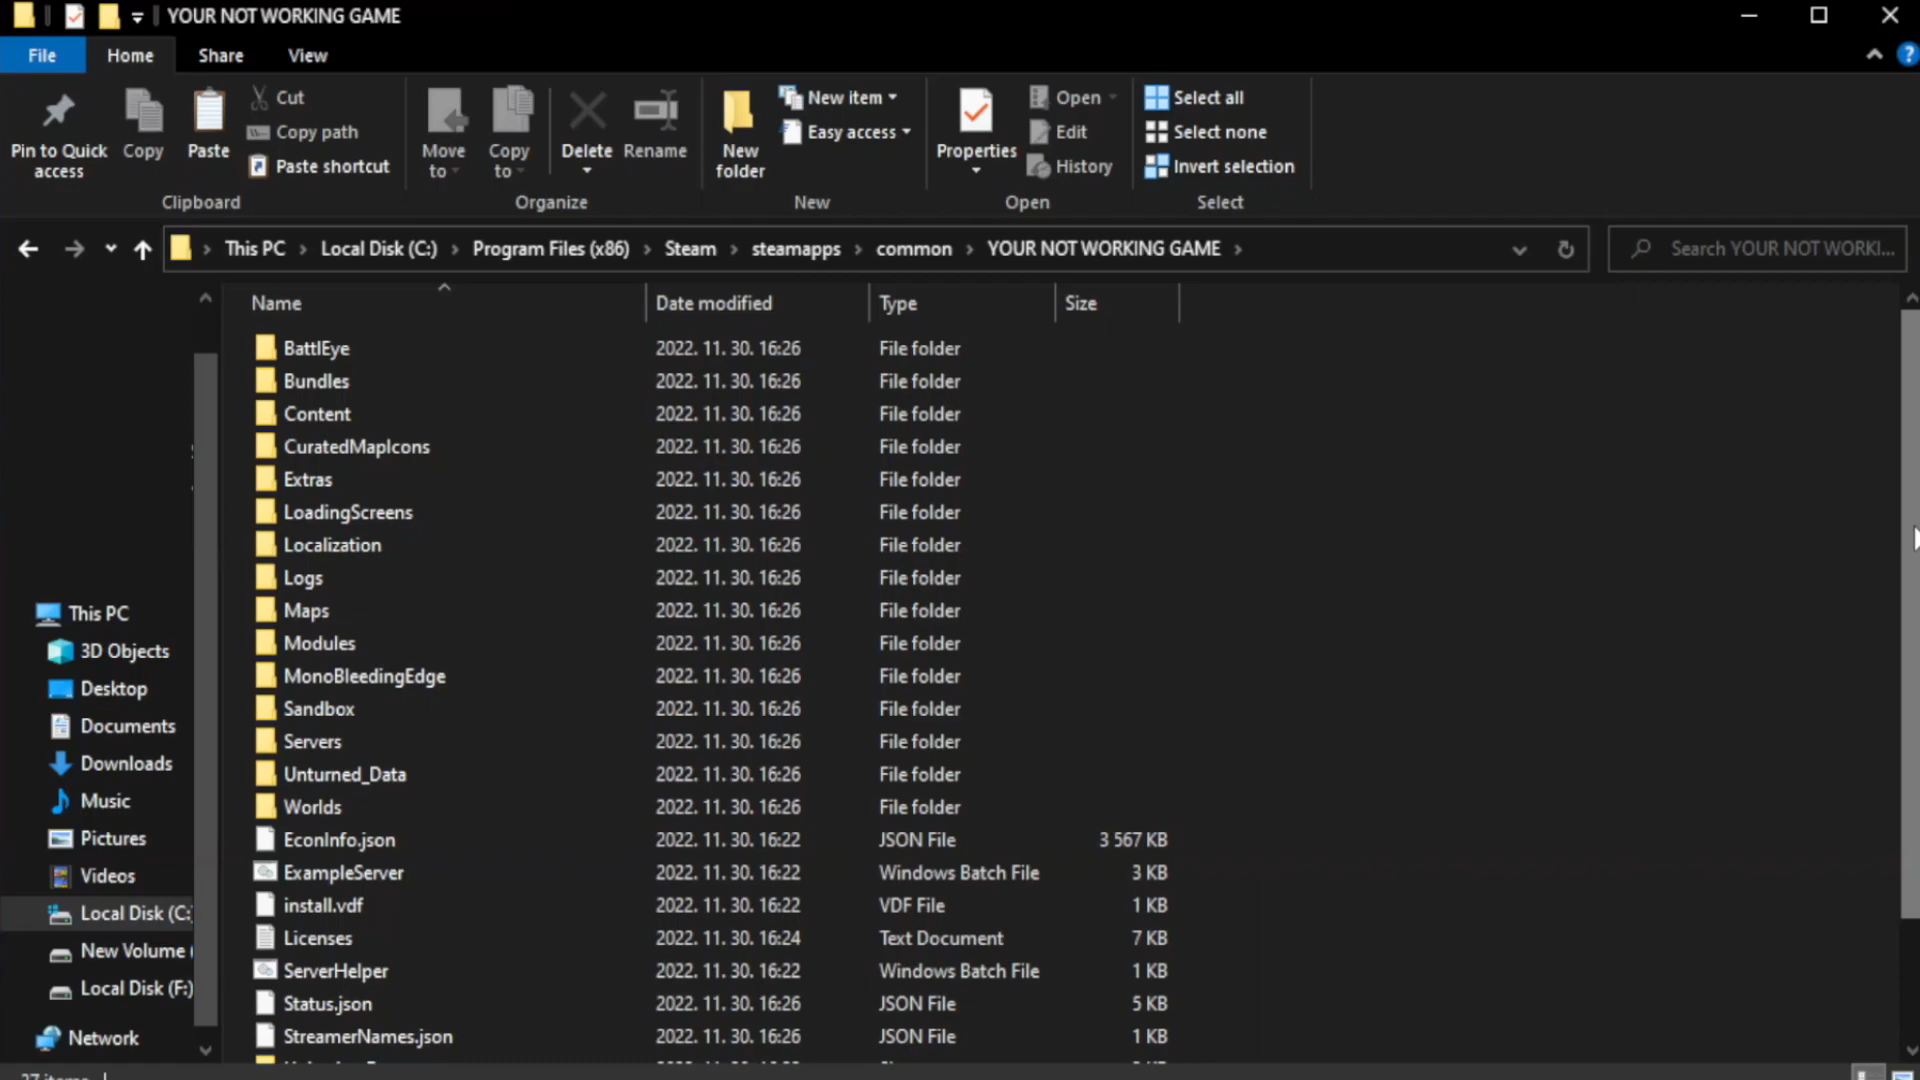 YOUR NOT WORKING GAME
File Home Share View
Pin to Quick access
Copy
Paste
Cut
Copy path
Paste shortcut
Clipboard
Move to
Copy to
Delete
Rename
Organize
New folder
New item
Easy access
New
Properties
Open
Edit
History
Open
Select all
Select none
Invert selection
Select
This PC › Local Disk (C:) › Program Files (x86) › Steam › steamapps › common › YOUR NOT WORKING GAME ›
Search YOUR NOT WORKI...
This PC
3D Objects
Desktop
Documents
Downloads
Music
Pictures
Videos
Local Disk (C:)
New Volume (
Local Disk (F:)
Network
Name Date modified Type Size
BattlEye 2022. 11. 30. 16:26 File folder
Bundles 2022. 11. 30. 16:26 File folder
Content 2022. 11. 30. 16:26 File folder
CuratedMapIcons 2022. 11. 30. 16:26 File folder
Extras 2022. 11. 30. 16:26 File folder
LoadingScreens 2022. 11. 30. 16:26 File folder
Localization 2022. 11. 30. 16:26 File folder
Logs 2022. 11. 30. 16:26 File folder
Maps 2022. 11. 30. 16:26 File folder
Modules 2022. 11. 30. 16:26 File folder
MonoBleedingEdge 2022. 11. 30. 16:26 File folder
Sandbox 2022. 11. 30. 16:26 File folder
Servers 2022. 11. 30. 16:26 File folder
Unturned_Data 2022. 11. 30. 16:26 File folder
Worlds 2022. 11. 30. 16:26 File folder
EconInfo.json 2022. 11. 30. 16:22 JSON File 3 567 KB
ExampleServer 2022. 11. 30. 16:22 Windows Batch File 3 KB
install.vdf 2022. 11. 30. 16:22 VDF File 1 KB
Licenses 2022. 11. 30. 16:24 Text Document 7 KB
ServerHelper 2022. 11. 30. 16:22 Windows Batch File 1 KB
Status.json 2022. 11. 30. 16:26 JSON File 5 KB
StreamerNames.json 2022. 11. 30. 16:26 JSON File 1 KB